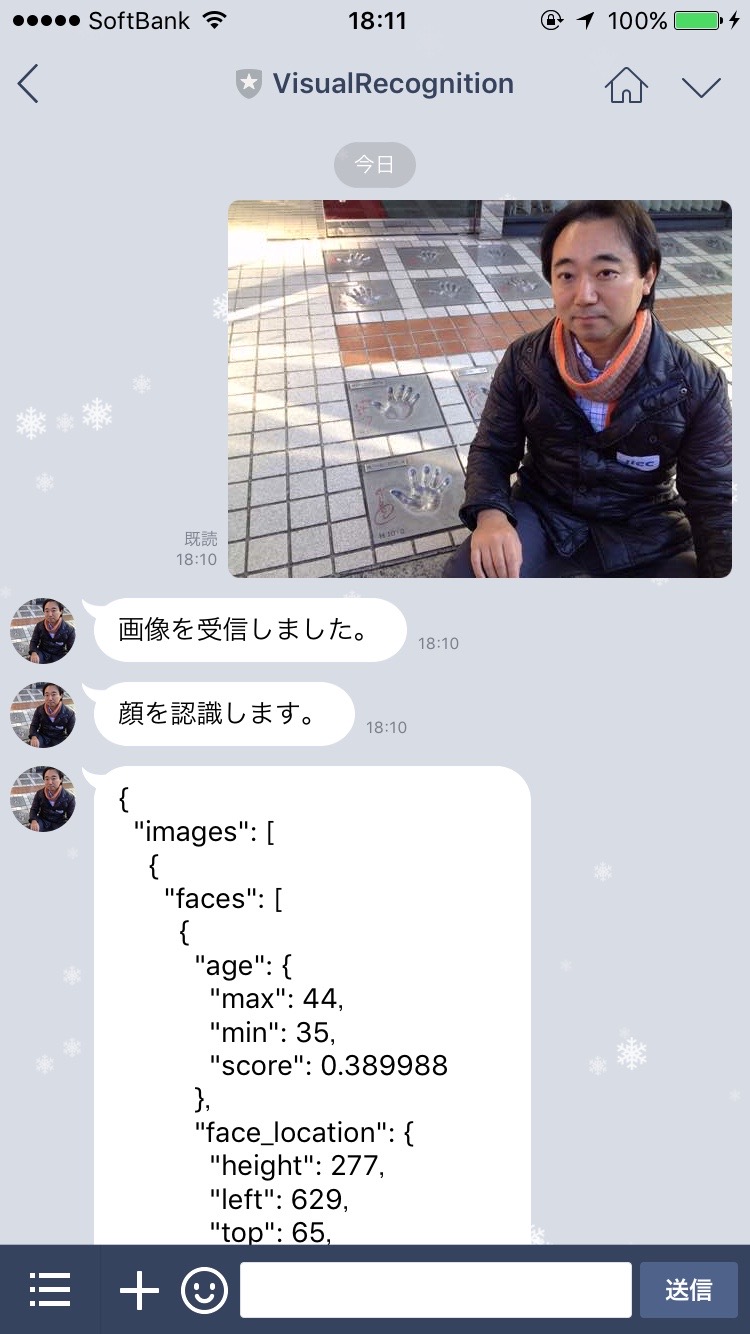 SoftBank 18:11 100%
VisualRecognition
今日
既読
18:10
画像を受信しました。
18:10
顔を認識します。
18:10
{
"images": [
{
"faces": [
{
"age": {
"max": 44,
"min": 35,
"score": 0.389988
},
"face_location": {
"height": 277,
"left": 629,
"top": 65,
送信